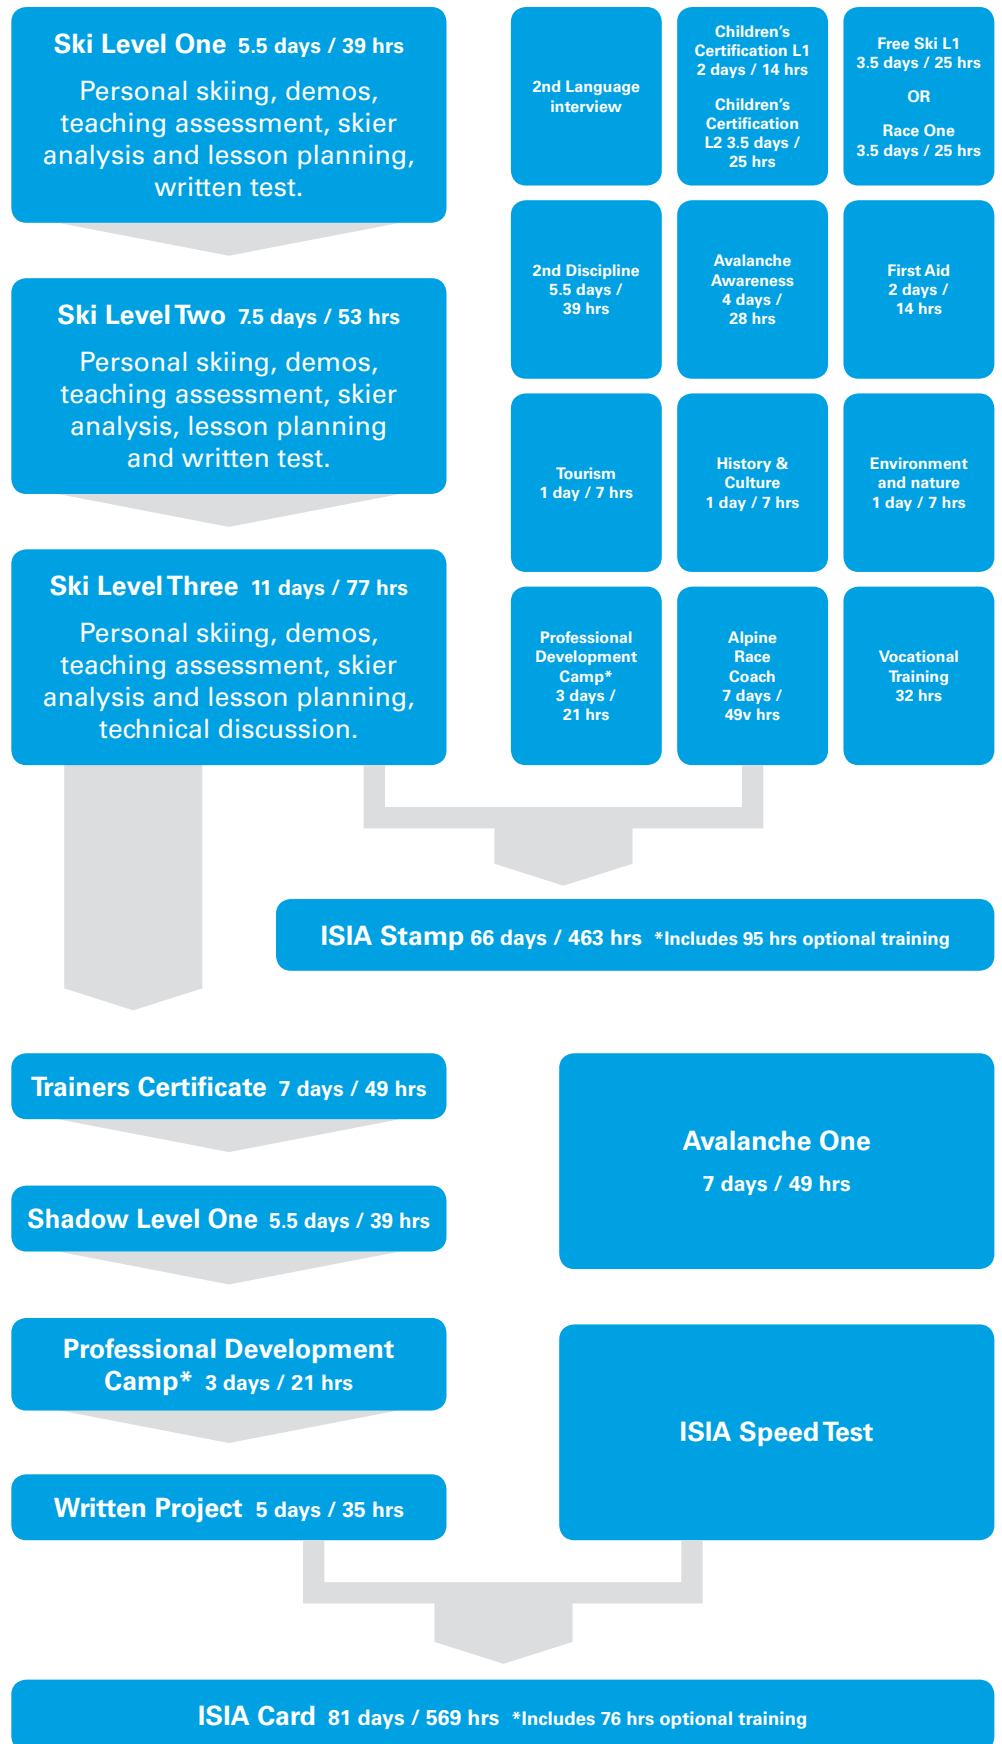 Ski Level One 5.5 days / 39 hrs
Personal skiing, demos,
teaching assessment, skier
analysis and lesson planning,
written test.
Ski Level Two 7.5 days / 53 hrs
Personal skiing, demos,
teaching assessment, skier
analysis, lesson planning
and written test.
Ski Level Three 11 days / 77 hrs
Personal skiing, demos,
teaching assessment, skier
analysis and lesson planning,
technical discussion.
2nd Language
interview
Children's
Certification L1
2 days / 14 hrs
Children's
Certification
L2 3.5 days /
25 hrs
Free Ski L1
3.5 days / 25 hrs
OR
Race One
3.5 days / 25 hrs
2nd Discipline
5.5 days /
39 hrs
Avalanche
Awareness
4 days /
28 hrs
First Aid
2 days /
14 hrs
Tourism
1 day / 7 hrs
History &
Culture
1 day / 7 hrs
Environment
and nature
1 day / 7 hrs
Professional
Development
Camp*
3 days /
21 hrs
Alpine
Race
Coach
7 days /
49v hrs
Vocational
Training
32 hrs
ISIA Stamp 66 days / 463 hrs *Includes 95 hrs optional training
Trainers Certificate 7 days / 49 hrs
Shadow Level One 5.5 days / 39 hrs
Professional Development
Camp* 3 days / 21 hrs
Written Project 5 days / 35 hrs
Avalanche One
7 days / 49 hrs
ISIA Speed Test
ISIA Card 81 days / 569 hrs *Includes 76 hrs optional training